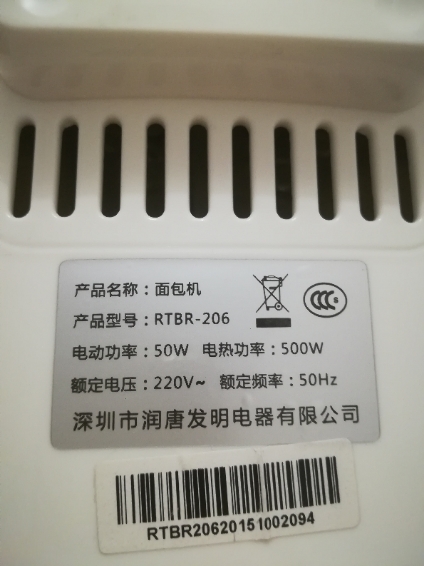 产品名称：面包机
产品型号：RTBR-206
电动功率：50W 电热功率：500W
额定电压：220V~ 额定频率：50Hz
深圳市润唐发明电器有限公司
RTBR20620151002094